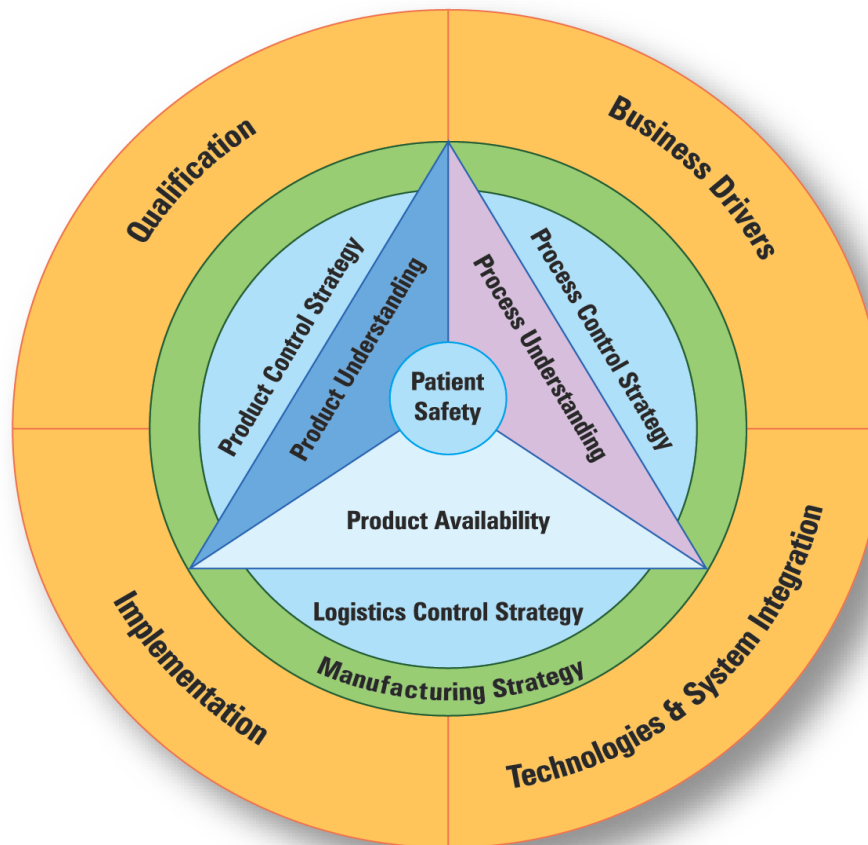 Qualification
Business Drivers
Product Control Strategy
Product Understanding
Process Understanding
Process Control Strategy
Patient
Safety
Product Availability
Logistics Control Strategy
Manufacturing Strategy
Implementation
Technologies & System Integration